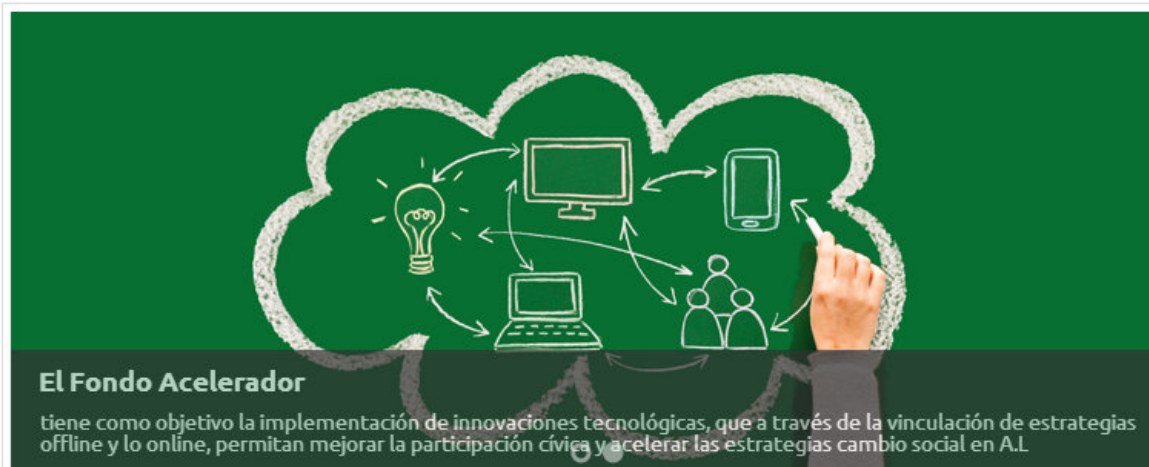 El Fondo Acelerador
tiene como objetivo la implementación de innovaciones tecnológicas, que a través de la vinculación de estrategias
offline y lo online, permitan mejorar la participación cívica y acelerar las estrategias cambio social en A.L